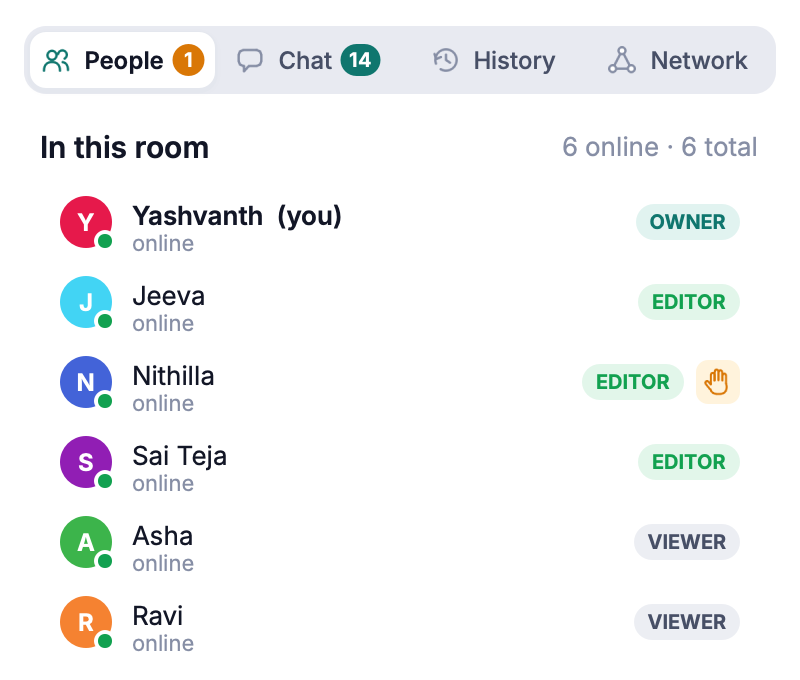 People 1 Chat 14 History Network
In this room 6 online · 6 total
Y Yashvanth (you) OWNER
online
J Jeeva EDITOR
online
N Nithilla EDITOR
online
S Sai Teja EDITOR
online
A Asha VIEWER
online
R Ravi VIEWER
online